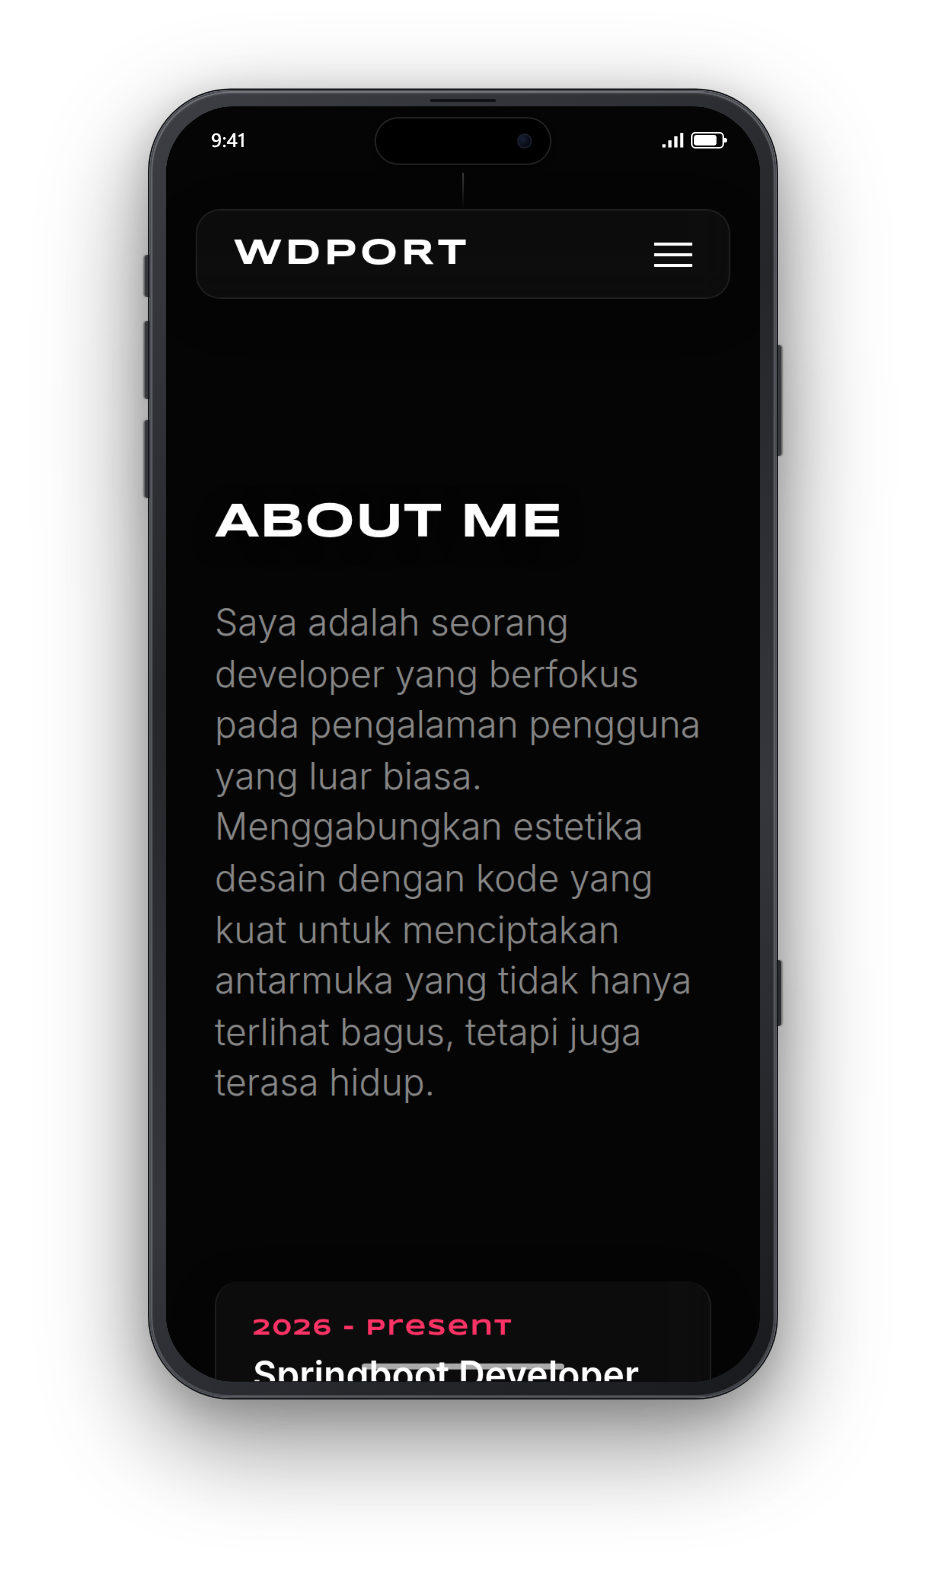 9:41
WDPORT
ABOUT ME
Saya adalah seorang
developer yang berfokus
pada pengalaman pengguna
yang luar biasa.
Menggabungkan estetika
desain dengan kode yang
kuat untuk menciptakan
antarmuka yang tidak hanya
terlihat bagus, tetapi juga
terasa hidup.
2026 - Present
Springboot Developer